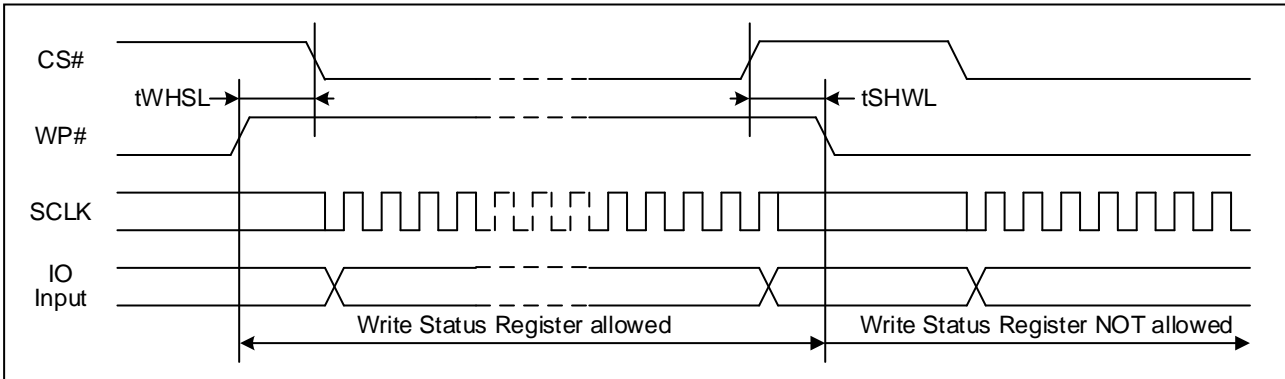 CS#
tWHSL
tSHWL
WP#
SCLK
IO
Input
Write Status Register allowed
Write Status Register NOT allowed